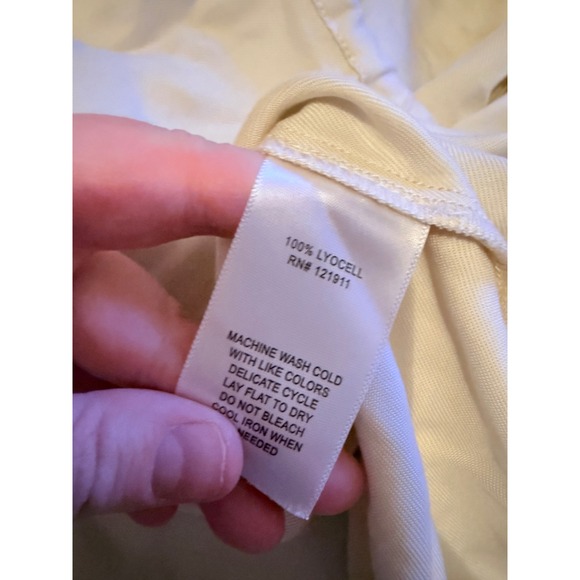 100% LYOCELL
RN# 121911
MACHINE WASH COLD
WITH LIKE COLORS
DELICATE CYCLE
LAY FLAT TO DRY
DO NOT BLEACH
COOL IRON WHEN
NEEDED